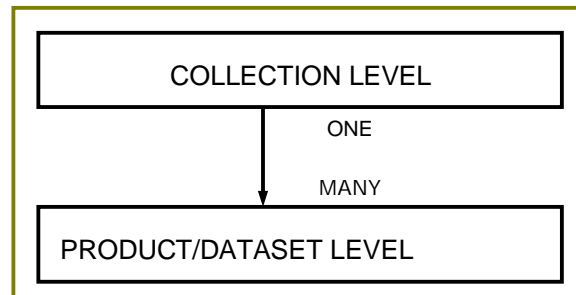 COLLECTION LEVEL
ONE
MANY
PRODUCT/DATASET LEVEL